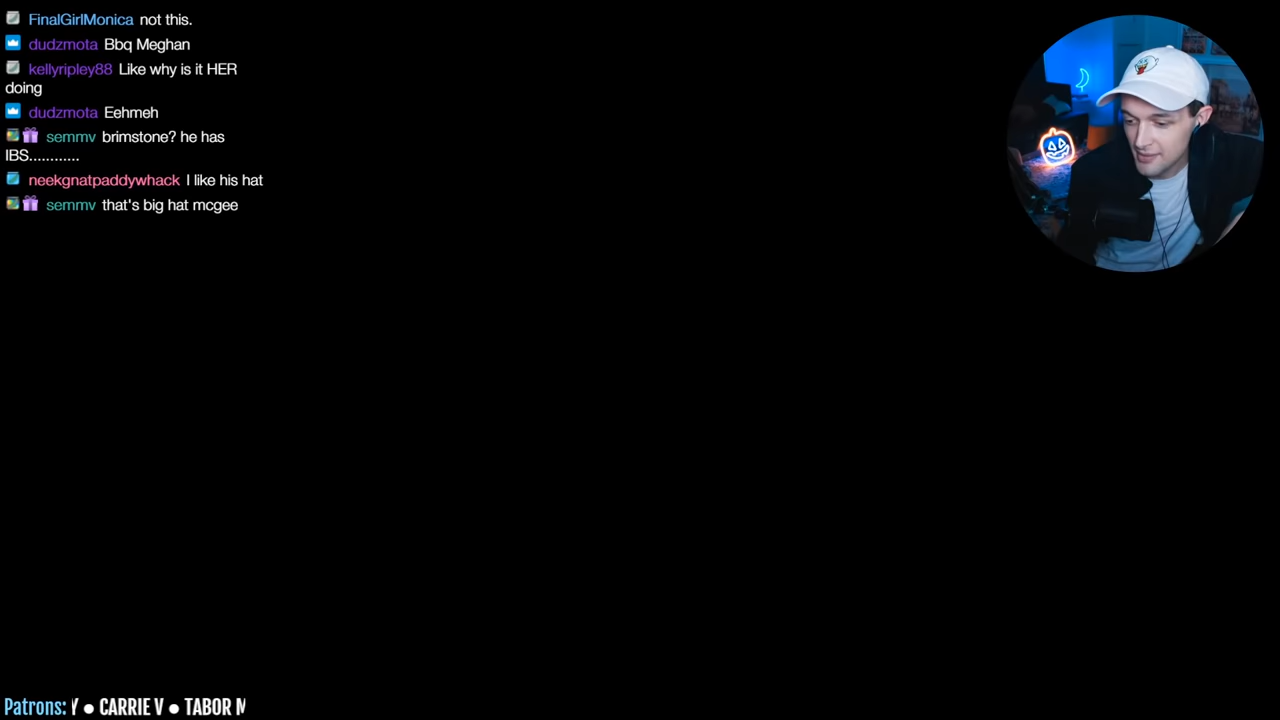 FinalGirlMonica not this.
dudzmota Bbq Meghan
kellyripley88 Like why is it HER
doing
dudzmota Eehmeh
semmv brimstone? he has
IBS............
neekgnatpaddywhack I like his hat
semmv that's big hat mcgee
Patrons: Y ● CARRIE V ● TABOR M